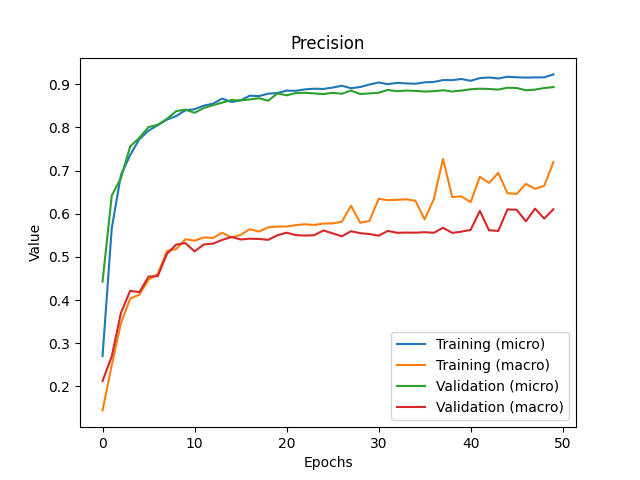 Precision
Value
0.9
0.8
0.7
0.6
0.5
0.4
0.3
0.2
0 10 20 30 40 50
Epochs
Training (micro)
Training (macro)
Validation (micro)
Validation (macro)